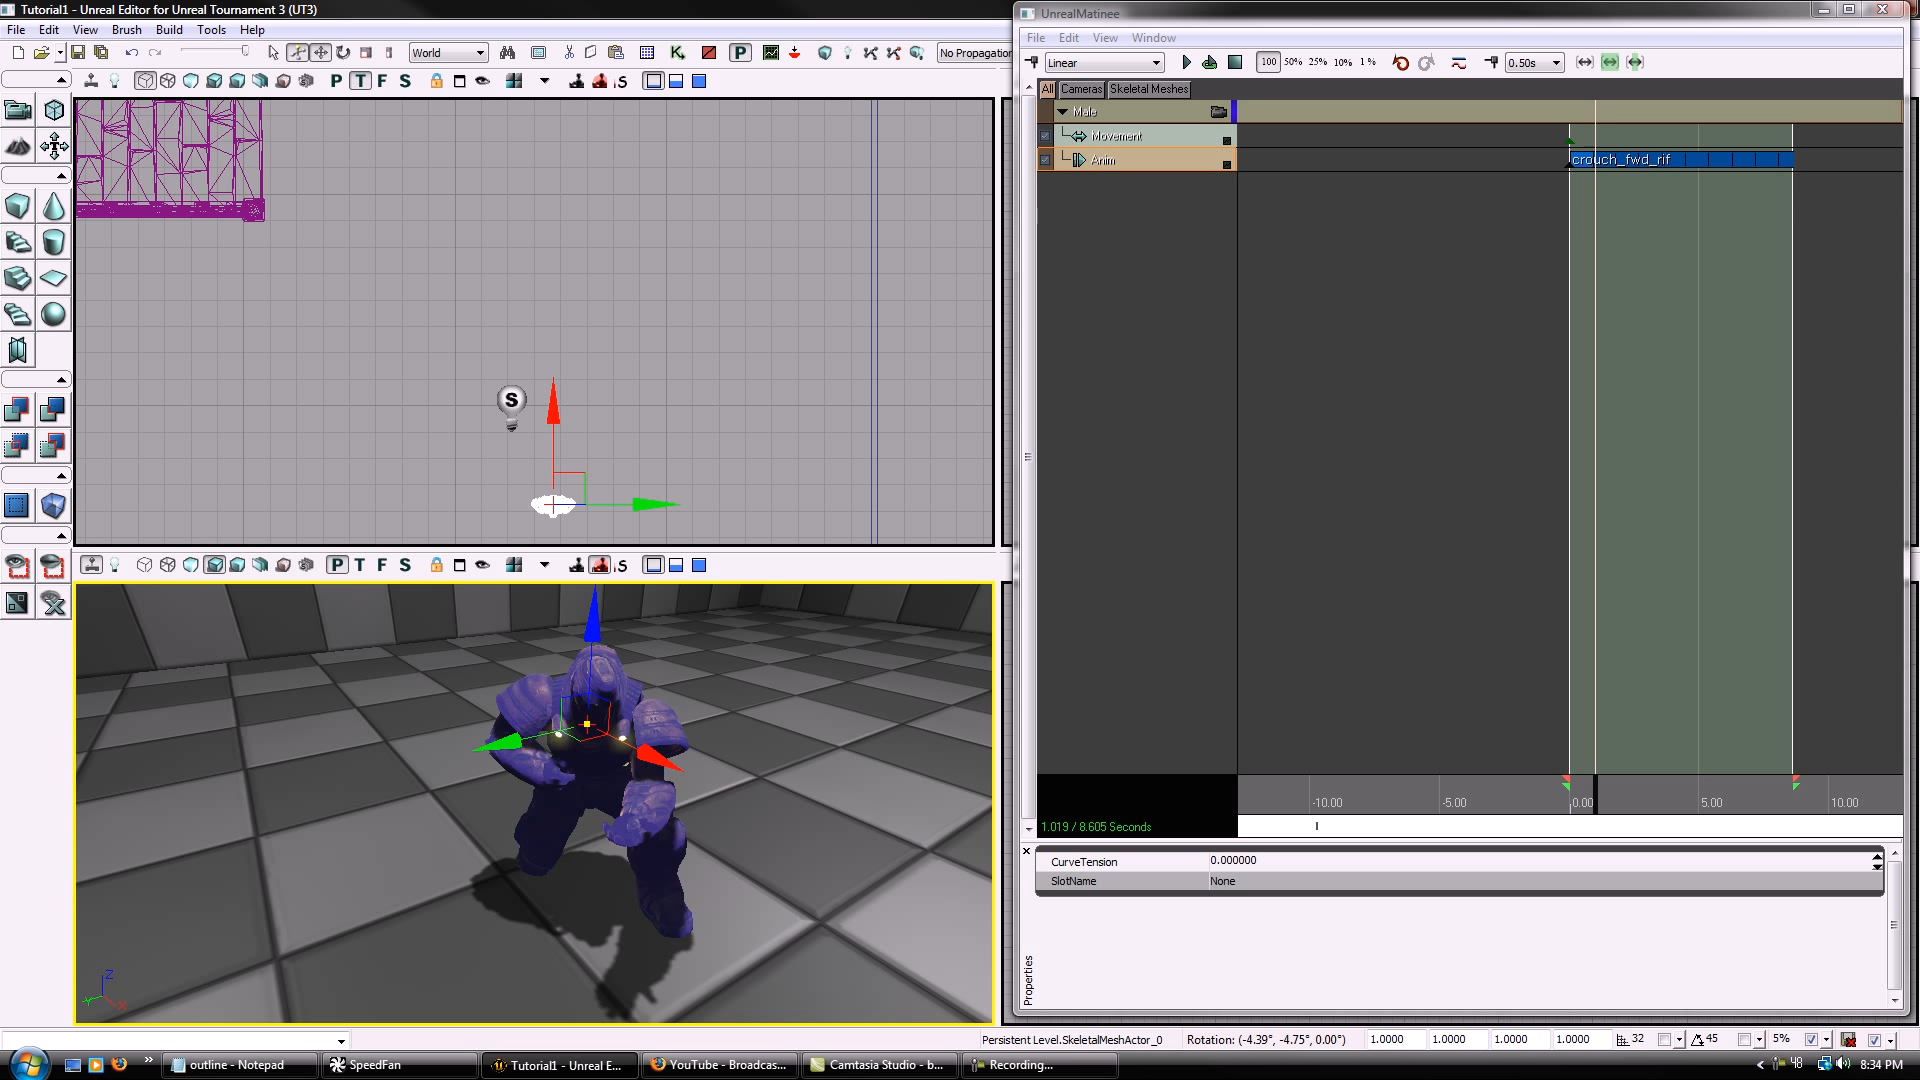 Tutorial1 - Unreal Editor for Unreal Tournament 3 (UT3)
File Edit View Brush Build Tools Help
World
No Propagation
P T F S
S
S
P T F S
S
Z
Y X
UnrealMatinee
File Edit View Window
Linear
100 50% 25% 10% 1%
0.50s
All Cameras Skeletal Meshes
Male
Movement
Anim
crouch_fwd_rif
-10.00 -5.00 0.00 5.00 10.00
1.019 / 8.605 Seconds
CurveTension 0.000000
SlotName None
Properties
Persistent Level.SkeletalMeshActor_0 Rotation: (-4.39°, -4.75°, 0.00°) 1.0000 1.0000 1.0000 1.0000 32 45 5%
outline - Notepad
SpeedFan
Tutorial1 - Unreal E...
YouTube - Broadcas...
Camtasia Studio - b...
Recording...
48
8:34 PM